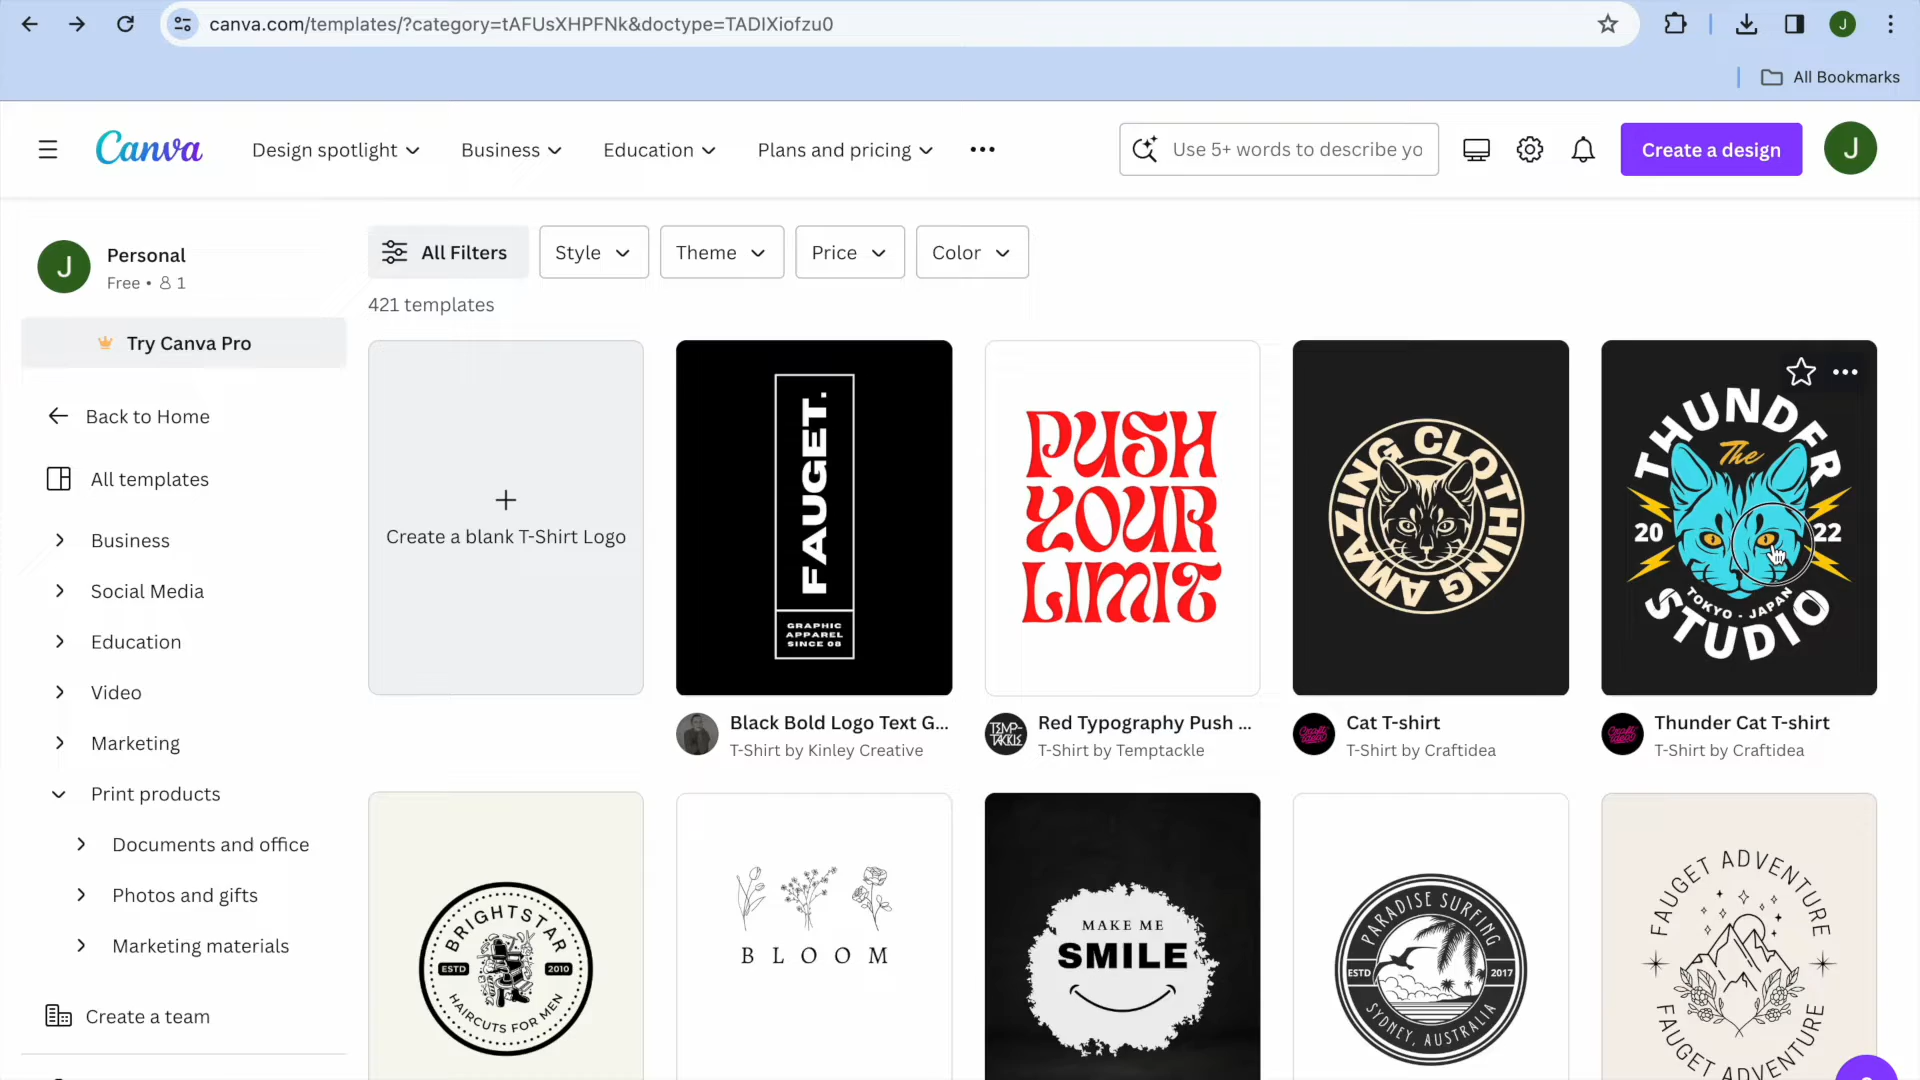 canva.com/templates/?category=tAFUsXHPFNk&doctype=TADIXiofzu0
J
All Bookmarks
Canva
Design spotlight
Business
Education
Plans and pricing
Use 5+ words to describe yo
Create a design
J
J
Personal
Free • 1
Try Canva Pro
Back to Home
All templates
Business
Social Media
Education
Video
Marketing
Print products
Documents and office
Photos and gifts
Marketing materials
Create a team
All Filters
Style
Theme
Price
Color
421 templates
Create a blank T-Shirt Logo
FAUGET.
GRAPHIC
APPAREL
SINCE 08
Black Bold Logo Text G...
T-Shirt by Kinley Creative
PUSH
YOUR
LIMIT
TEMP-
TACKLE
Red Typography Push ...
T-Shirt by Temptackle
AMAZING CLOTHING
Cat T-shirt
T-Shirt by Craftidea
THUNDER
The
20 22
TOKYO - JAPAN
STUDIO
Thunder Cat T-shirt
T-Shirt by Craftidea
BRIGHTSTAR
ESTD 2010
HAIRCUTS FOR MEN
BLOOM
MAKE ME
SMILE
PARADISE SURFING
ESTD 2017
SYDNEY, AUSTRALIA
FAUGET ADVENTURE
FAUGET ADVENTURE